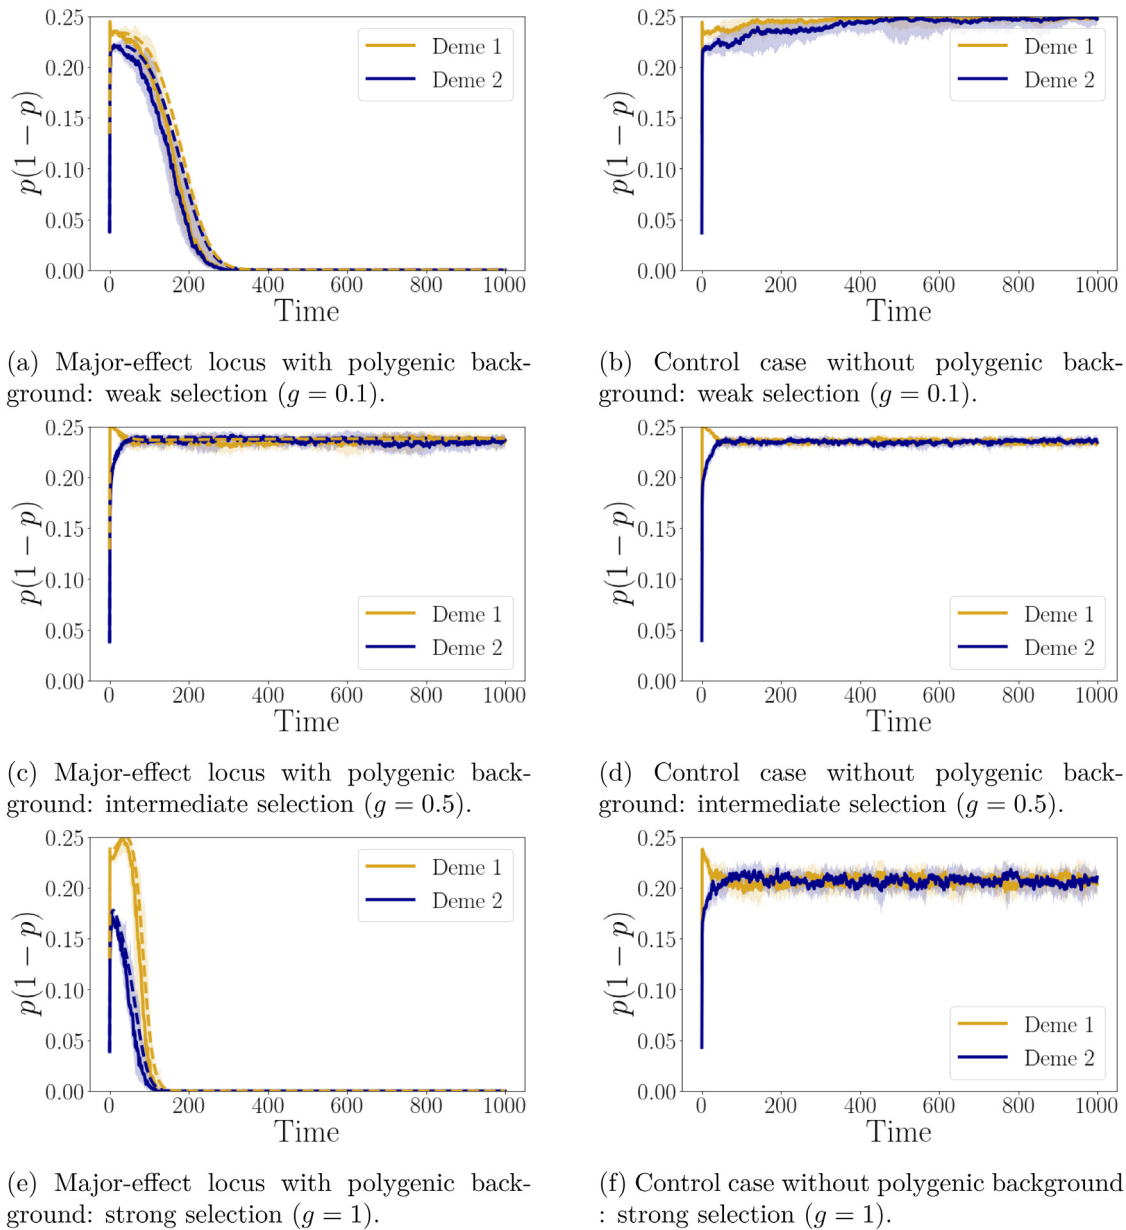 0.25
0.20
0.15
0.10
0.05
0.00
p(1 − p)
0 200 400 600 800 1000
Time
Deme 1
Deme 2
0.25
0.20
0.15
0.10
0.05
0.00
p(1 − p)
0 200 400 600 800 1000
Time
Deme 1
Deme 2
(a) Major-effect locus with polygenic back-
ground: weak selection (g = 0.1).
(b) Control case without polygenic back-
ground: weak selection (g = 0.1).
0.25
0.20
0.15
0.10
0.05
0.00
p(1 − p)
0 200 400 600 800 1000
Time
Deme 1
Deme 2
0.25
0.20
0.15
0.10
0.05
0.00
p(1 − p)
0 200 400 600 800 1000
Time
Deme 1
Deme 2
(c) Major-effect locus with polygenic back-
ground: intermediate selection (g = 0.5).
(d) Control case without polygenic back-
ground: intermediate selection (g = 0.5).
0.25
0.20
0.15
0.10
0.05
0.00
p(1 − p)
0 200 400 600 800 1000
Time
Deme 1
Deme 2
0.25
0.20
0.15
0.10
0.05
0.00
p(1 − p)
0 200 400 600 800 1000
Time
Deme 1
Deme 2
(e) Major-effect locus with polygenic back-
ground: strong selection (g = 1).
(f) Control case without polygenic background
: strong selection (g = 1).